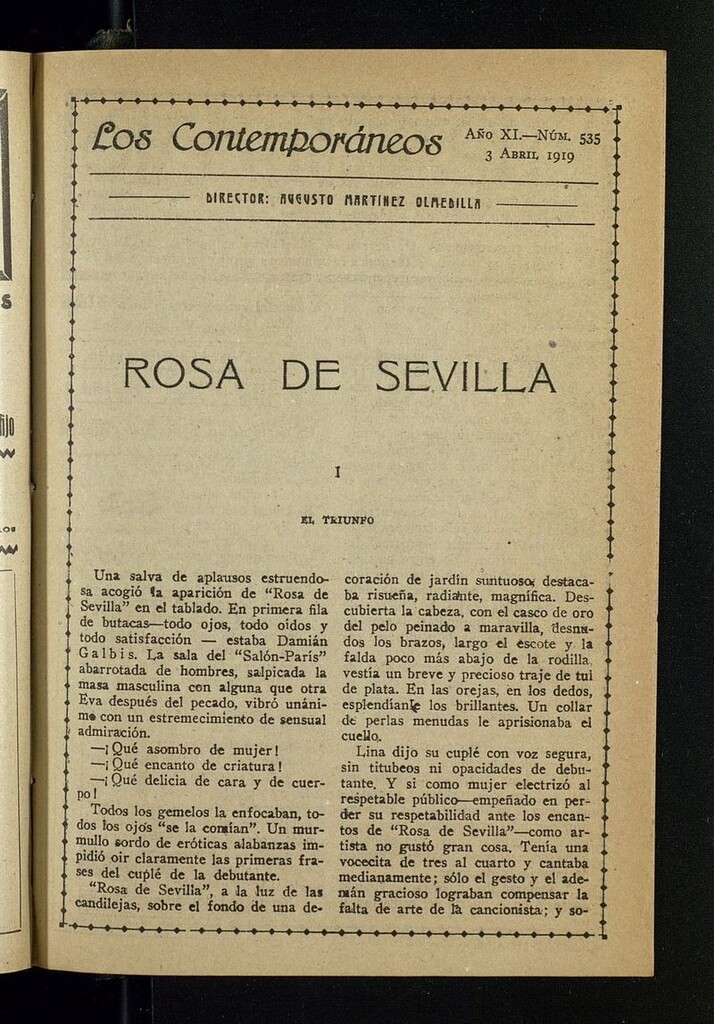 Los Contemporáneos
Año XI.—Núm. 535
3 Abril 1919
DIRECTOR: AUGUSTO MARTÍNEZ OLMEDILLA
ROSA DE SEVILLA
I
EL TRIUNFO
Una salva de aplausos estruendo-
sa acogió la aparición de "Rosa de
Sevilla" en el tablado. En primera fila
de butacas—todo ojos, todo oídos y
todo satisfacción — estaba Damián
Galbis. La sala del "Salón-París"
abarrotada de hombres, salpicada la
masa masculina con alguna que otra
Eva después del pecado, vibró unáni-
me con un estremecimiento de sensual
admiración.
—¡Qué asombro de mujer!
—¡Qué encanto de criatura!
—¡Qué delicia de cara y de cuer-
po!
Todos los gemelos la enfocaban, to-
dos los ojos "se la comían". Un mur-
mullo sordo de eróticas alabanzas im-
pidió oir claramente las primeras fra-
ses del cuplé de la debutante.
"Rosa de Sevilla", a la luz de las
candilejas, sobre el fondo de una de-
coración de jardín suntuoso, destaca-
ba risueña, radiante, magnífica. Des-
cubierta la cabeza, con el casco de oro
del pelo peinado a maravilla, desnu-
dos los brazos, largo el escote y la
falda poco más abajo de la rodilla,
vestía un breve y precioso traje de tul
de plata. En las orejas, en los dedos,
esplendíanle los brillantes. Un collar
de perlas menudas le aprisionaba el
cuello.
Lina dijo su cuplé con voz segura,
sin titubeos ni opacidades de debu-
tante. Y si como mujer electrizó al
respetable público—empeñado en per-
der su respetabilidad ante los encan-
tos de "Rosa de Sevilla"—como ar-
tista no gustó gran cosa. Tenía una
vocecita de tres al cuarto y cantaba
medianamente; sólo el gesto y el ade-
mán gracioso lograban compensar la
falta de arte de la cancionista; y so-